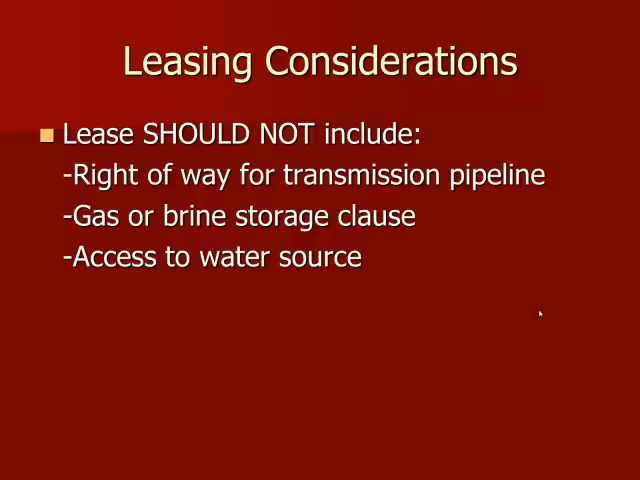 Leasing Considerations
Lease SHOULD NOT include:
-Right of way for transmission pipeline
-Gas or brine storage clause
-Access to water source